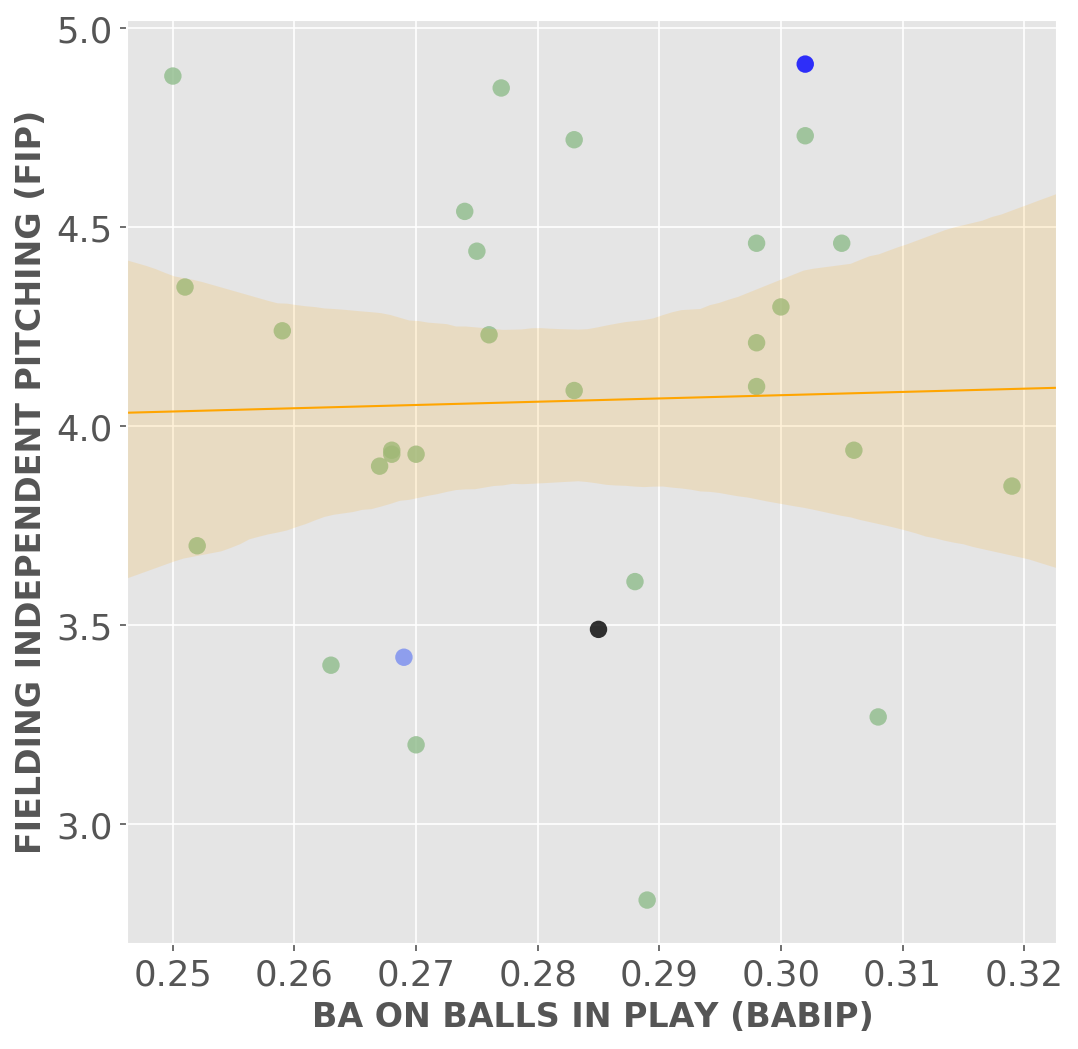 FIELDING INDEPENDENT PITCHING (FIP)
5.0
4.5
4.0
3.5
3.0
0.25 0.26 0.27 0.28 0.29 0.30 0.31 0.32
BA ON BALLS IN PLAY (BABIP)